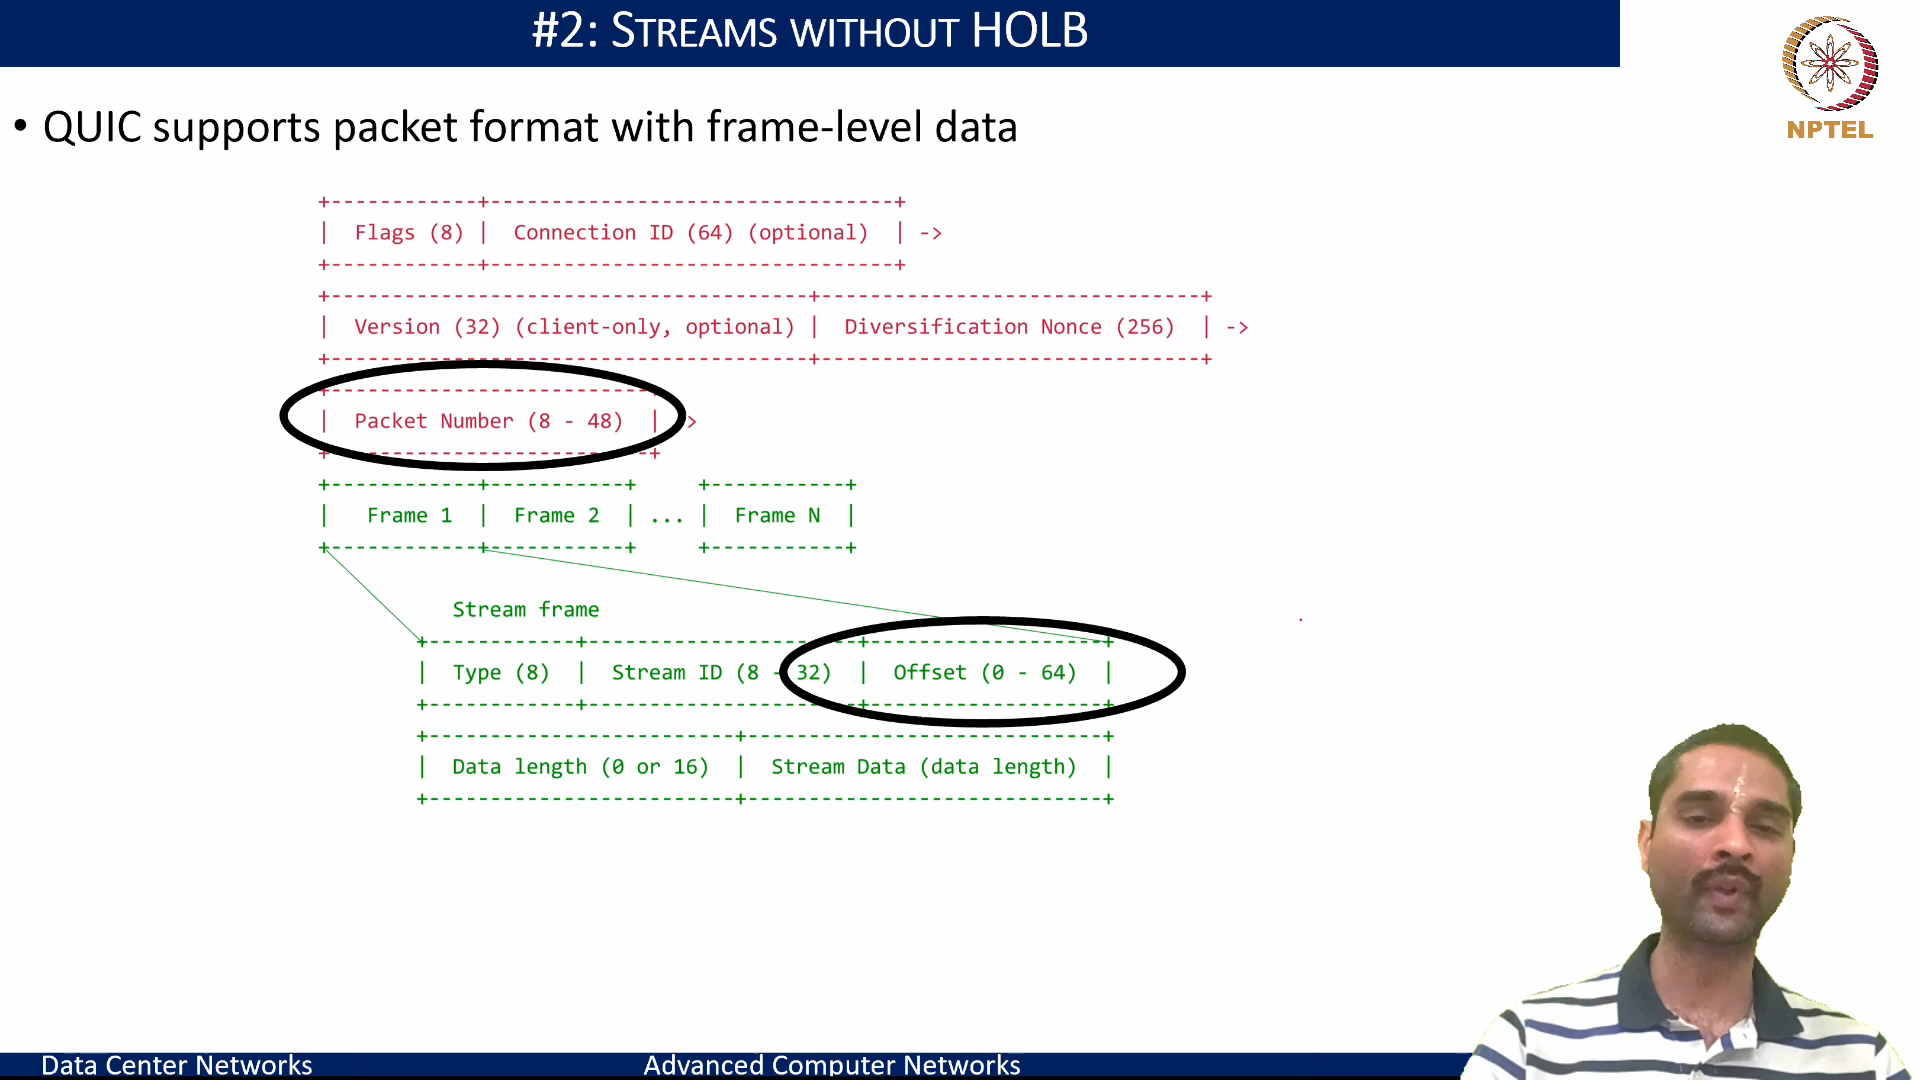 #2: STREAMS WITHOUT HOLB
NPTEL
• QUIC supports packet format with frame-level data
+------------+---------------------------------+
| Flags (8) | Connection ID (64) (optional) | ->
+------------+---------------------------------+
+---------------------------------------+-------------------------------+
| Version (32) (client-only, optional) | Diversification Nonce (256) | ->
+---------------------------------------+-------------------------------+
| Packet Number (8 - 48) | >
+--------------------------+
+------------+-----------+ +-----------+
| Frame 1 | Frame 2 | ... | Frame N |
+------------+-----------+ +-----------+
Stream frame
+------------+----------------------+-------------------+
| Type (8) | Stream ID (8 - 32) | Offset (0 - 64) |
+------------+----------------------+-------------------+
+-------------------------+-----------------------------+
| Data length (0 or 16) | Stream Data (data length) |
+-------------------------+-----------------------------+
Data Center Networks
Advanced Computer Networks